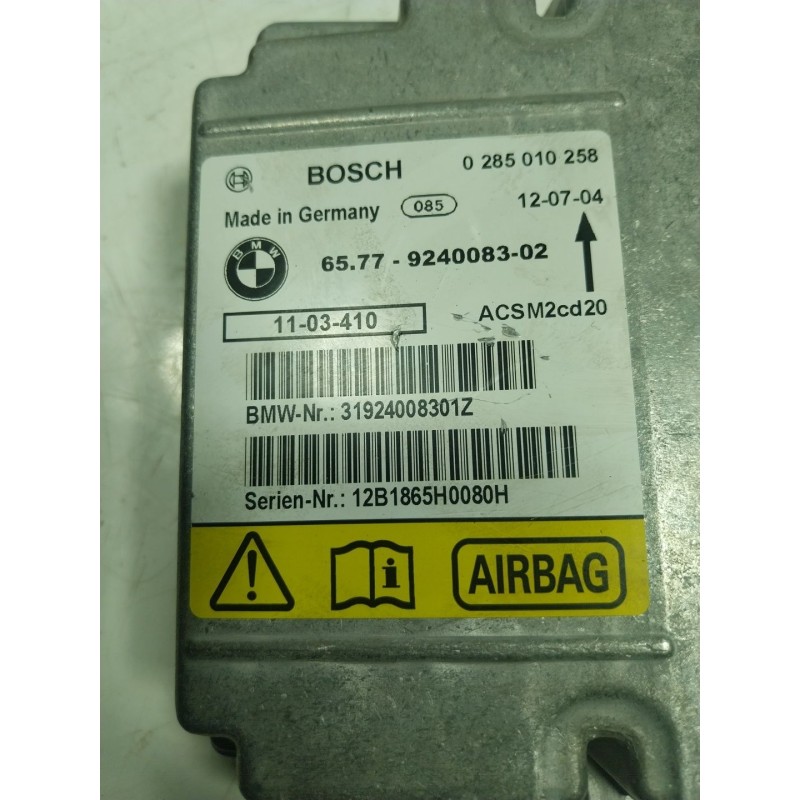 BOSCH 0 285 010 258
Made in Germany 085 12-07-04
BMW 65.77 - 9240083-02
11-03-410 ACSM2cd20
BMW-Nr.: 31924008301Z
Serien-Nr.: 12B1865H0080H
i AIRBAG